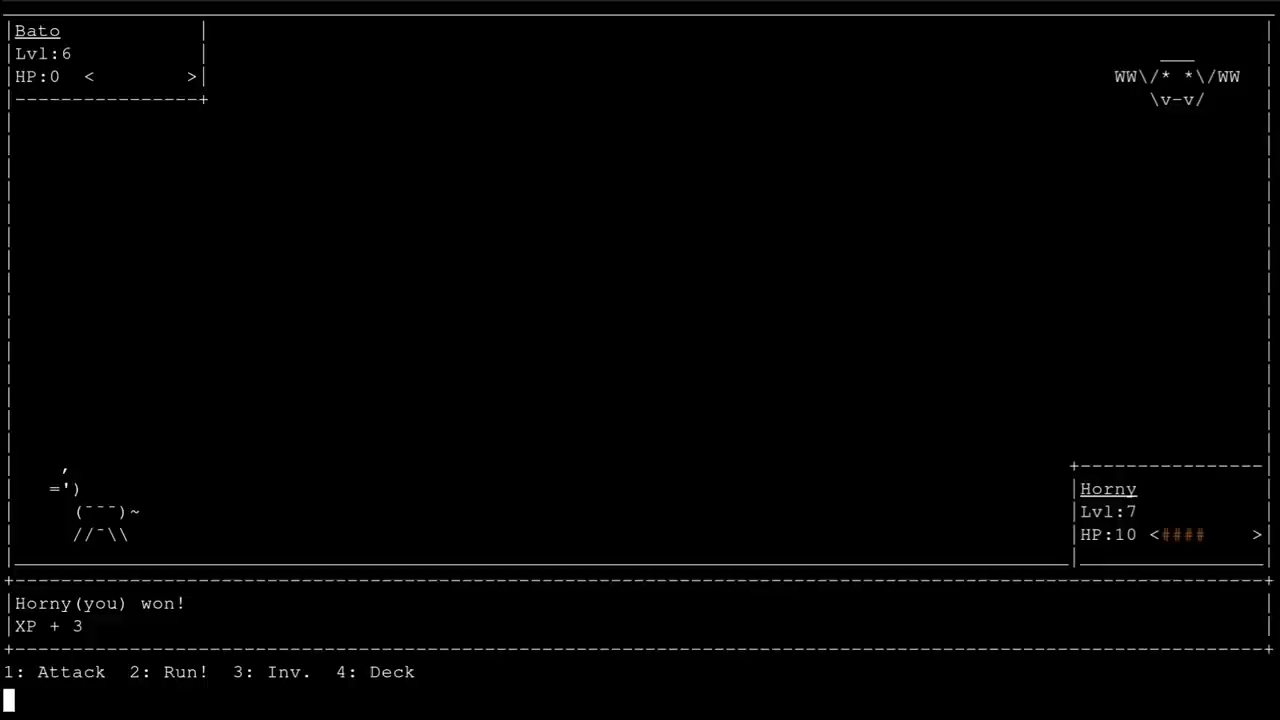 Bato
Lvl:6
HP:0 < >
Horny
Lvl:7
HP:10 <#### >
Horny(you) won!
XP + 3
1: Attack 2: Run! 3: Inv. 4: Deck